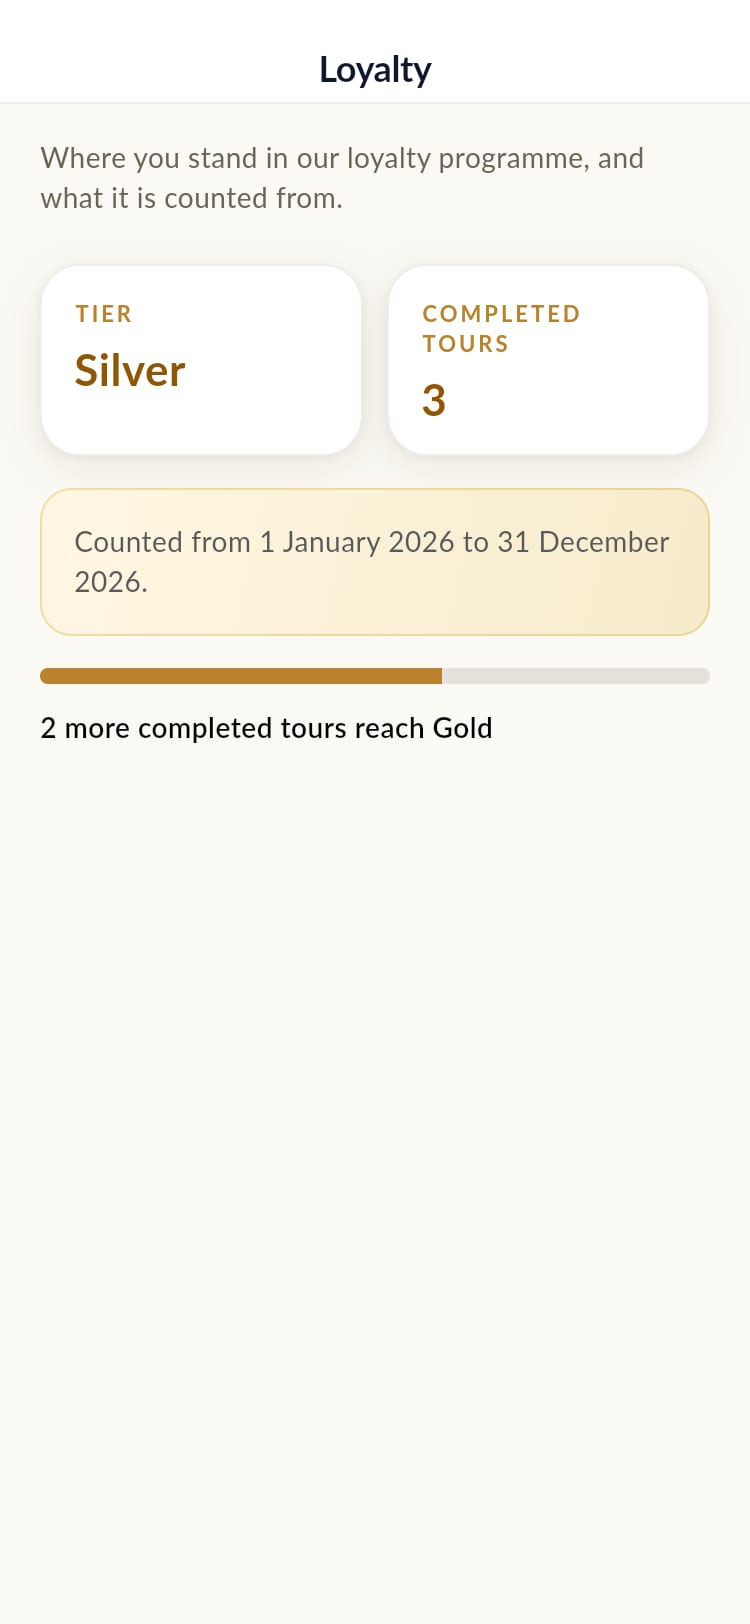 Loyalty
Where you stand in our loyalty programme, and
what it is counted from.
TIER
Silver
COMPLETED
TOURS
3
Counted from 1 January 2026 to 31 December
2026.
2 more completed tours reach Gold